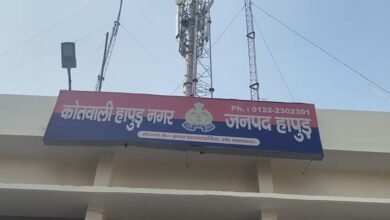 कोतवाली हापुड़ नगर
Ph.: 0122-2302301
जनपद हापुड़